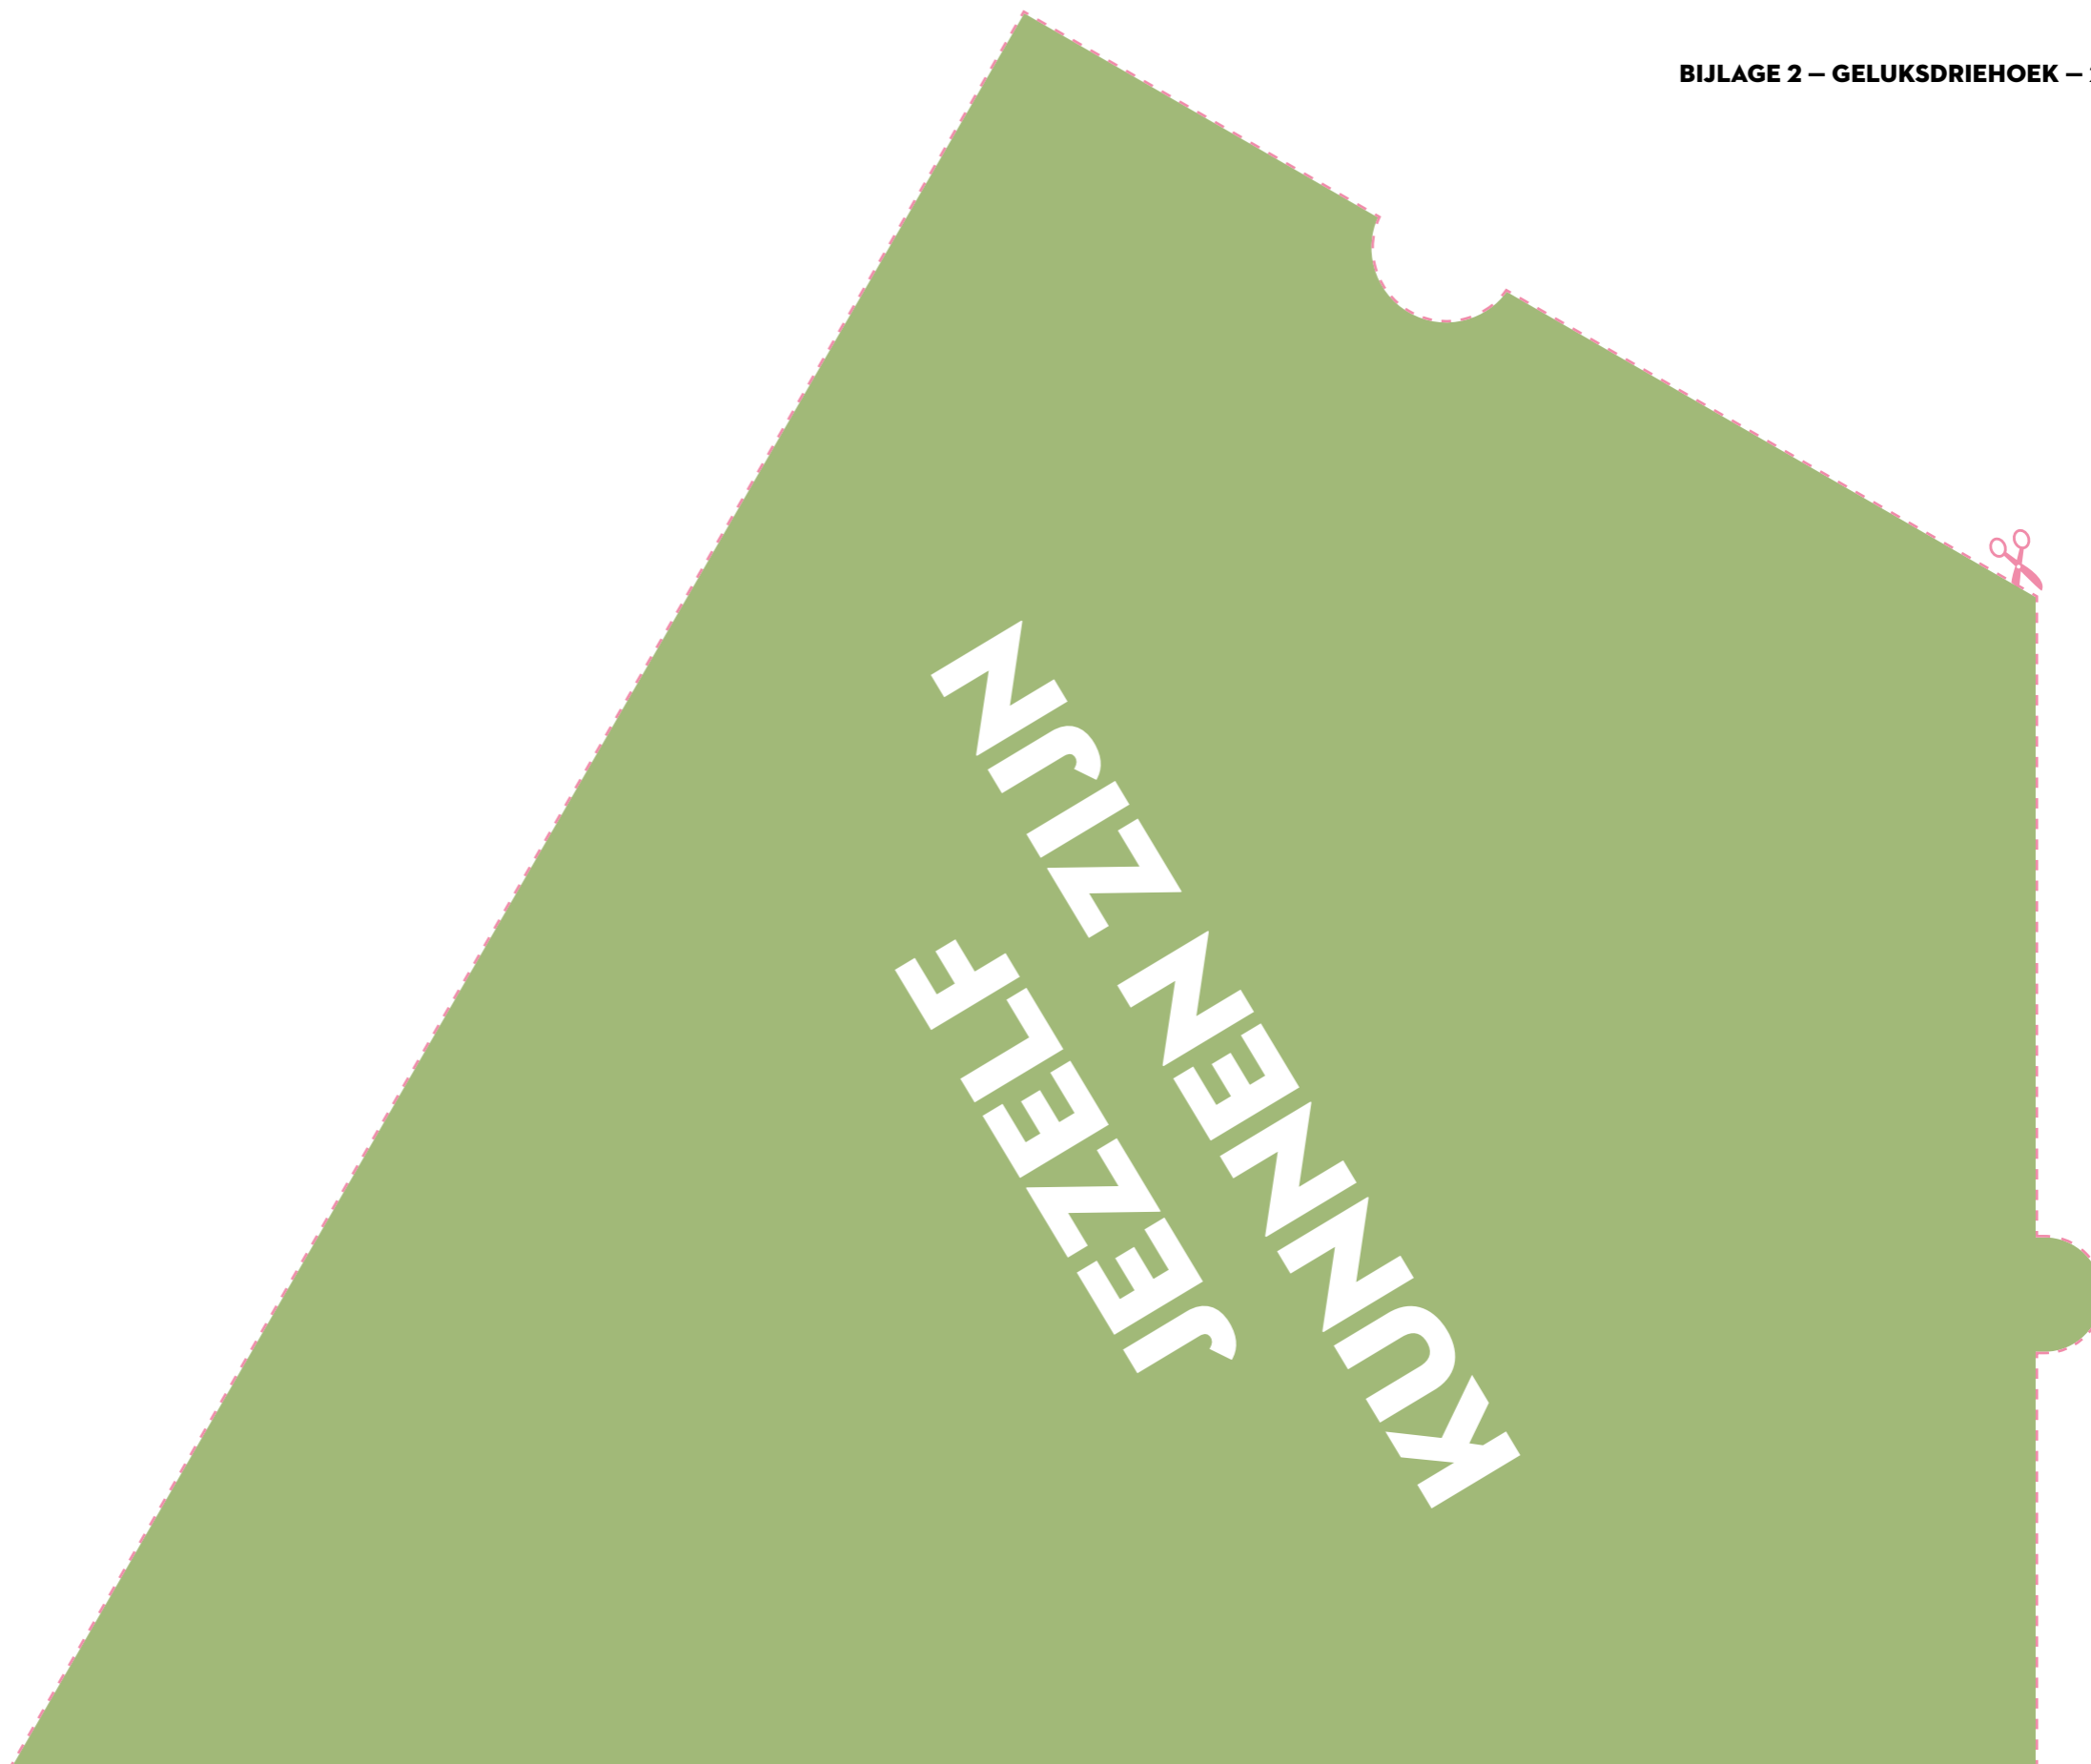 BIJLAGE 2 — GELUKSDRIEHOEK —
JEZELF
KUNNEN ZIJN